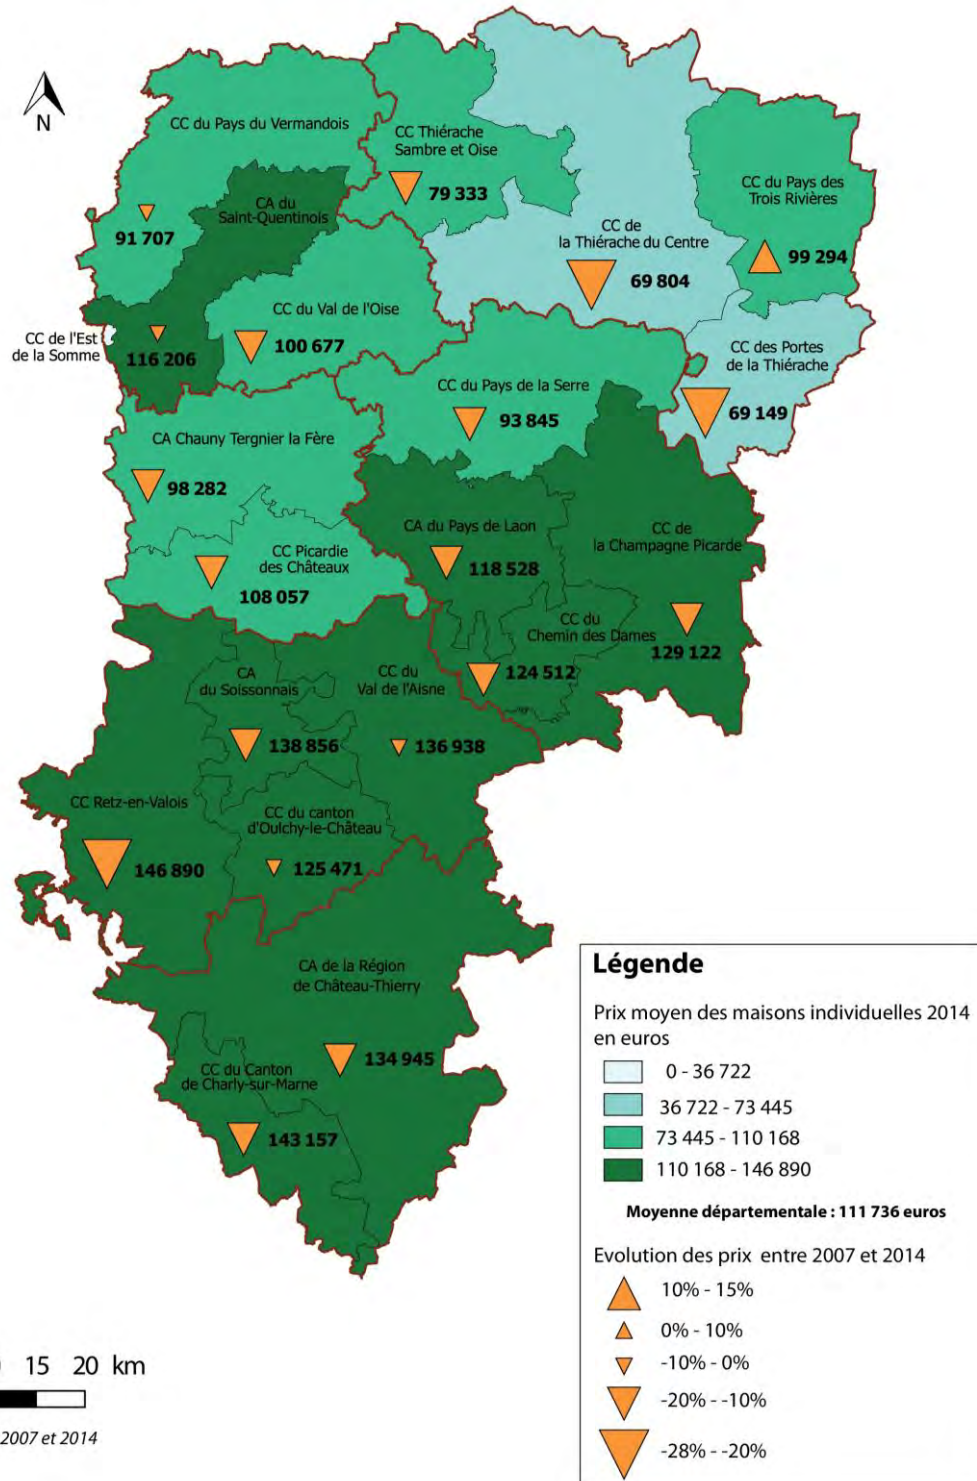 N
CC du Pays du Vermandois
91 707
CC Thiérache
Sambre et Oise
79 333
CA du
Saint-Quentinois
CC du Pays des
Trois Rivières
99 294
CC de
la Thiérache du Centre
69 804
CC de l'Est
de la Somme
116 206
CC du Val de l'Oise
100 677
CC des Portes
de la Thiérache
69 149
CC du Pays de la Serre
93 845
CA Chauny Tergnier la Fère
98 282
CA du Pays de Laon
118 528
CC de
la Champagne Picarde
129 122
CC Picardie
des Châteaux
108 057
CC du
Chemin des Dames
124 512
CA
du Soissonnais
138 856
CC du
Val de l'Aisne
136 938
CC Retz-en-Valois
146 890
CC du canton
d'Oulchy-le-Château
125 471
CA de la Région
de Château-Thierry
134 945
CC du Canton
de Charly-sur-Marne
143 157
Légende
Prix moyen des maisons individuelles 2014
en euros
0 - 36 722
36 722 - 73 445
73 445 - 110 168
110 168 - 146 890
Moyenne départementale : 111 736 euros
Evolution des prix entre 2007 et 2014
10% - 15%
0% - 10%
-10% - 0%
-20% - -10%
-28% - -20%
15 20 km
2007 et 2014